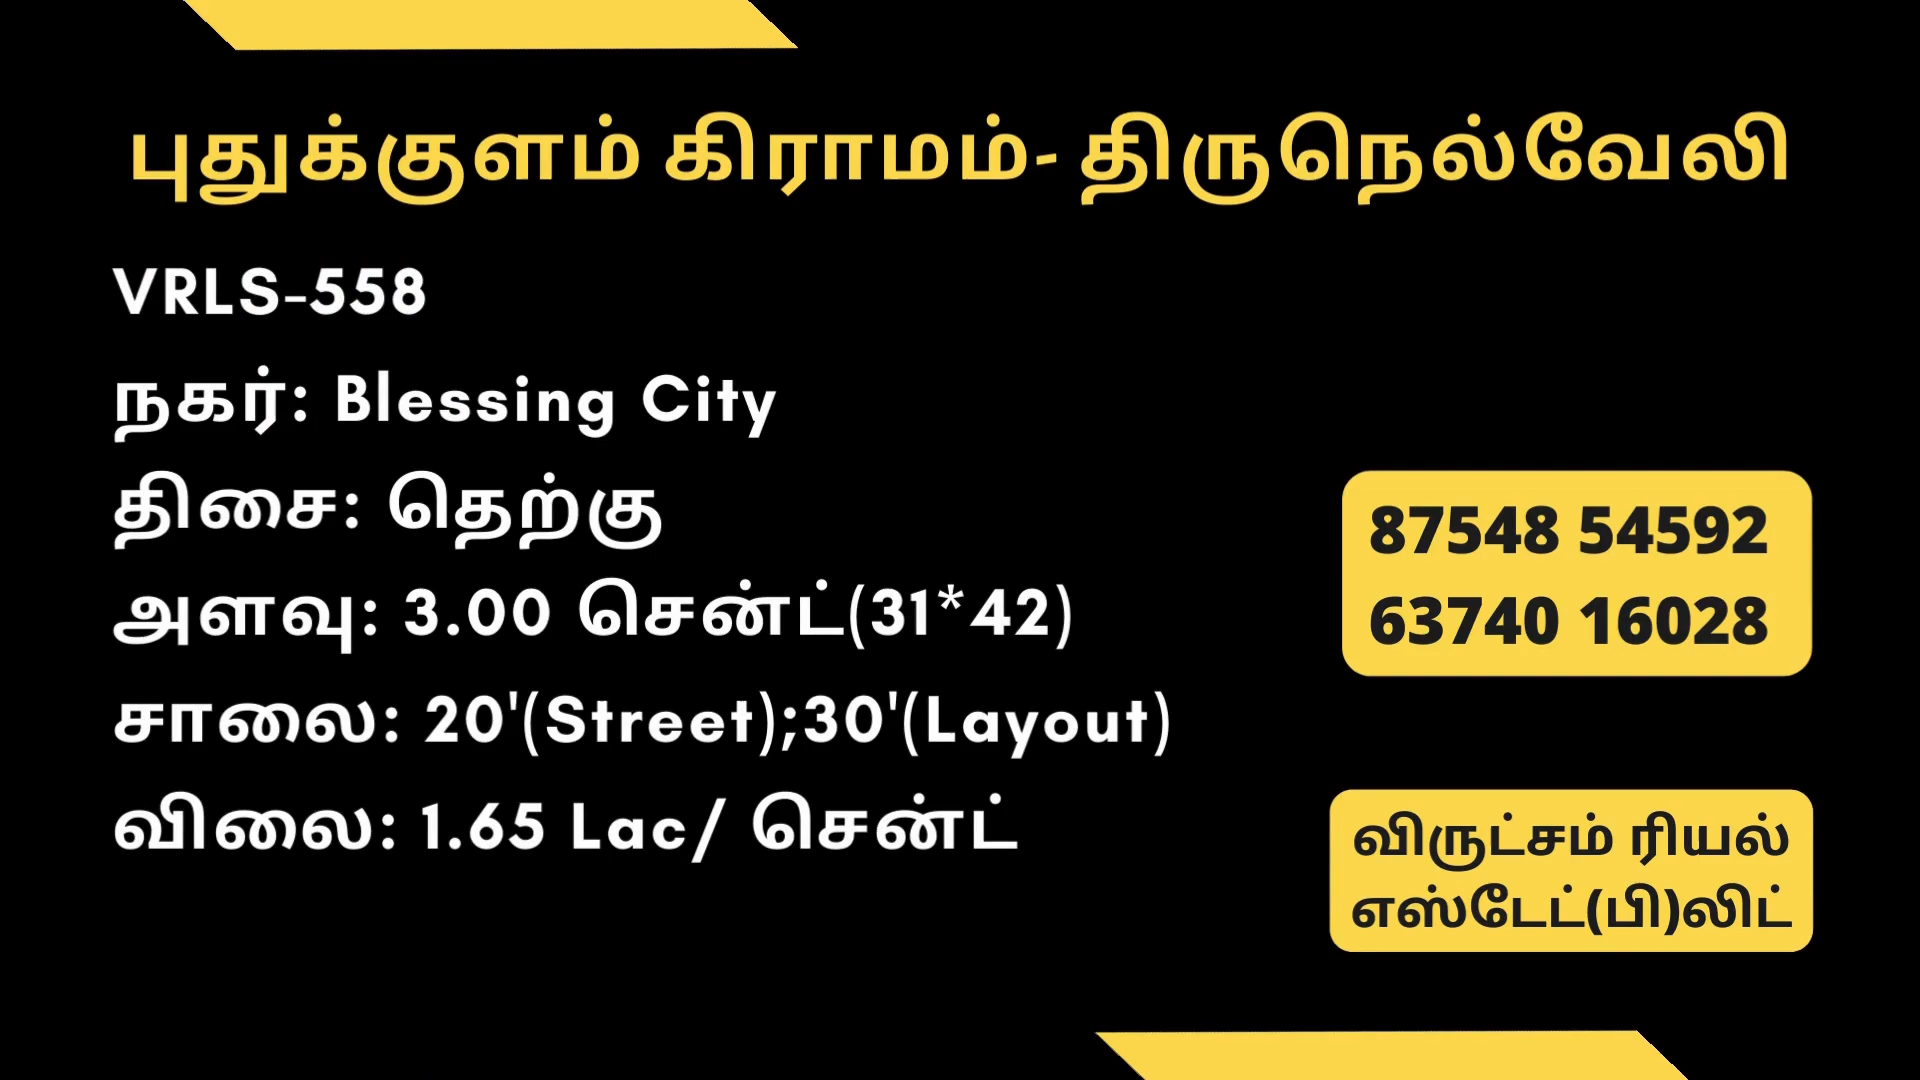 புதுக்குளம் கிராமம்- திருநெல்வேலி
VRLS-558
நகர்: Blessing City
திசை: தெற்கு
அளவு: 3.00 சென்ட்(31*42)
சாலை: 20'(Street);30'(Layout)
விலை: 1.65 Lac/ சென்ட்
87548 54592
63740 16028
விருட்சம் ரியல்
எஸ்டேட்(பி)லிட்